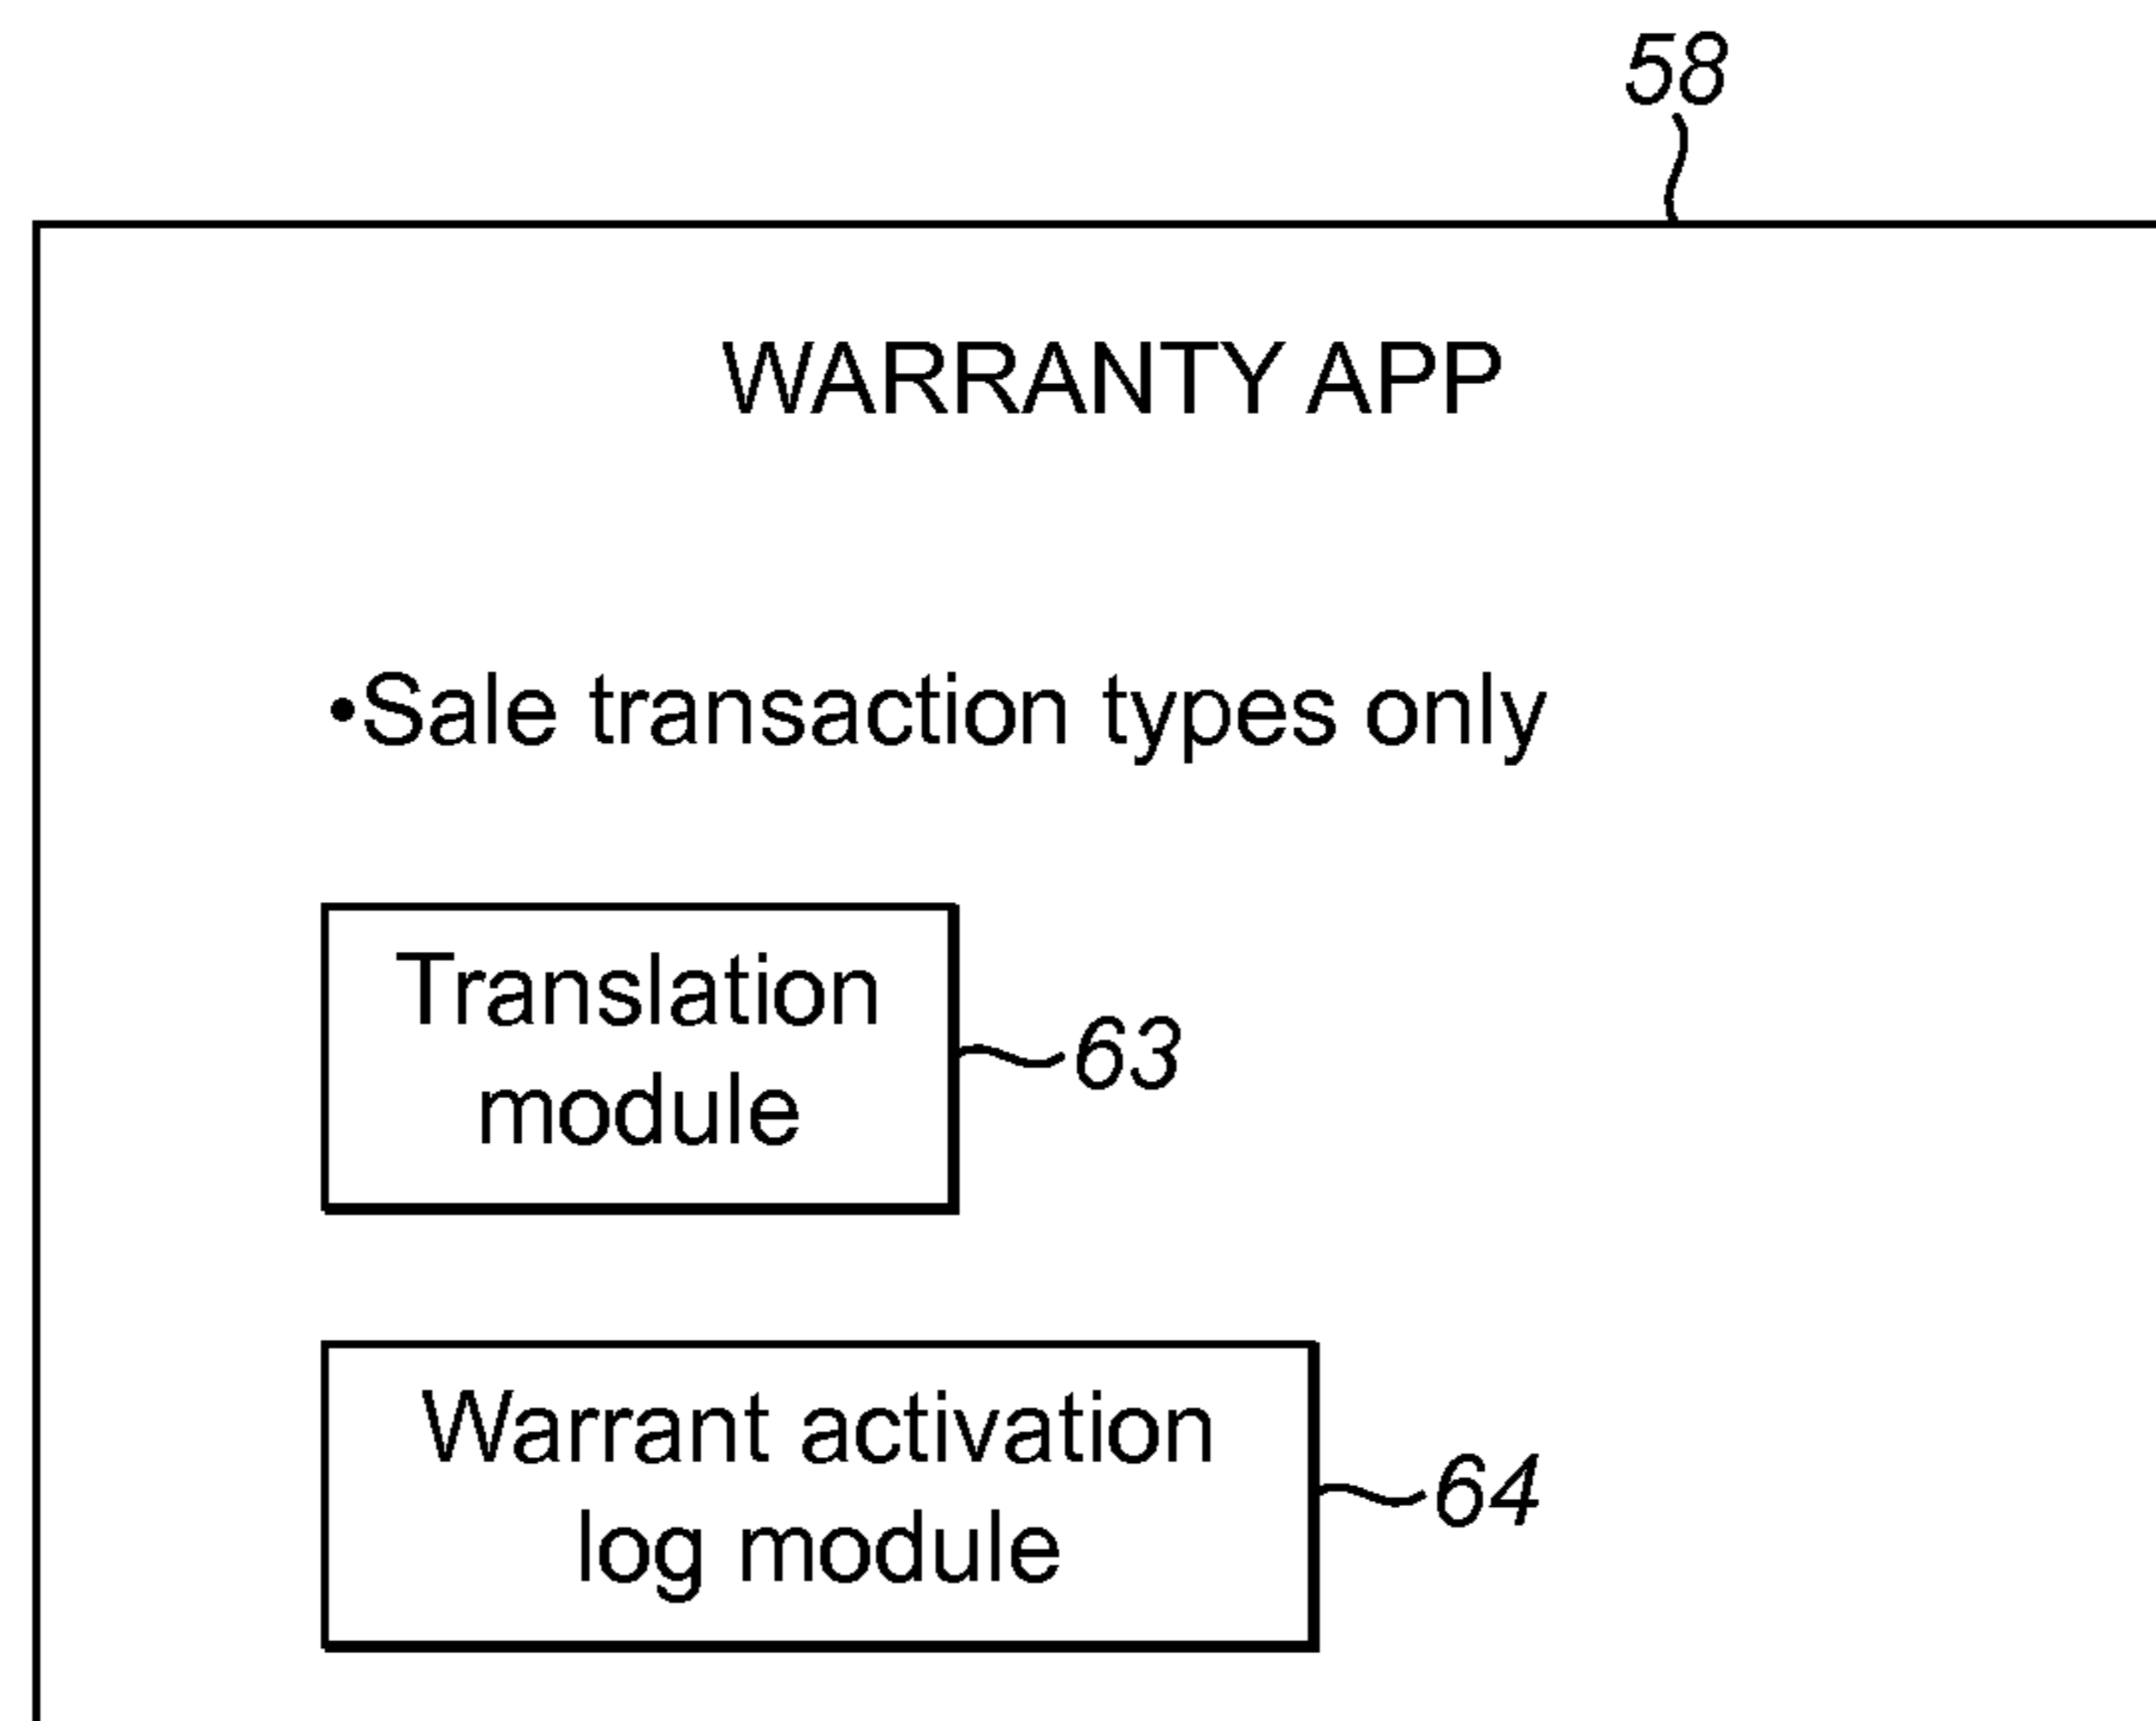 58
WARRANTY APP
•Sale transaction types only
Translation
module
63
Warrant activation
log module
64